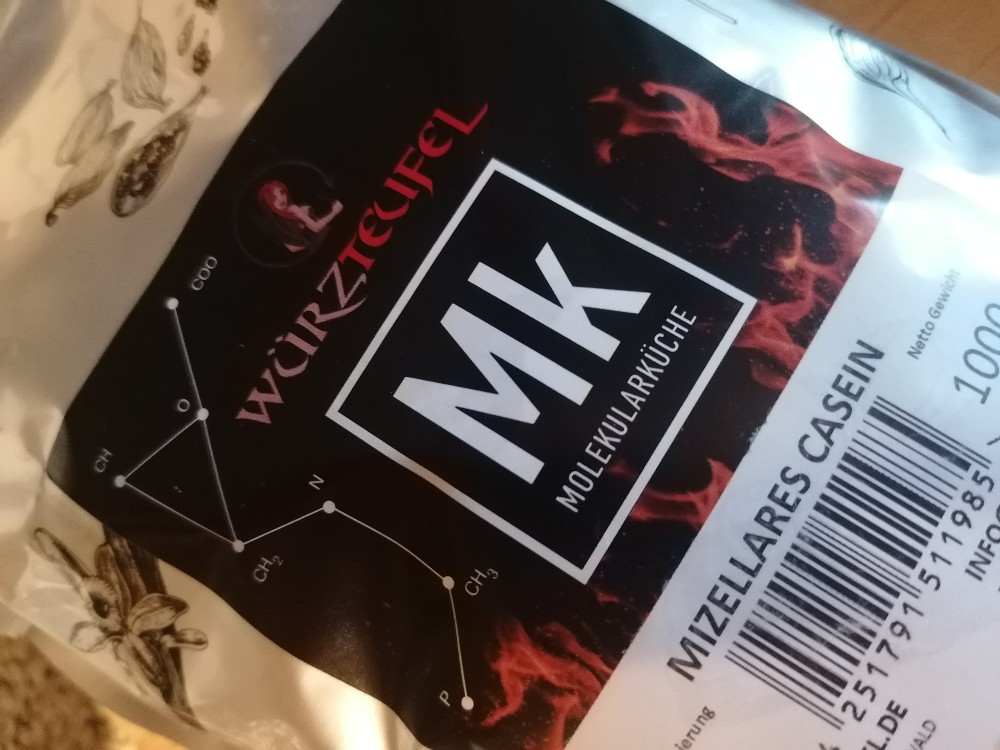 WÜRZTEUFEL
COO
O
CH
CH₂
N
CH₃
P
Mk
MOLEKULARKÜCHE
MIZELLARES CASEIN
Netto Gewicht
1000
251791 511985